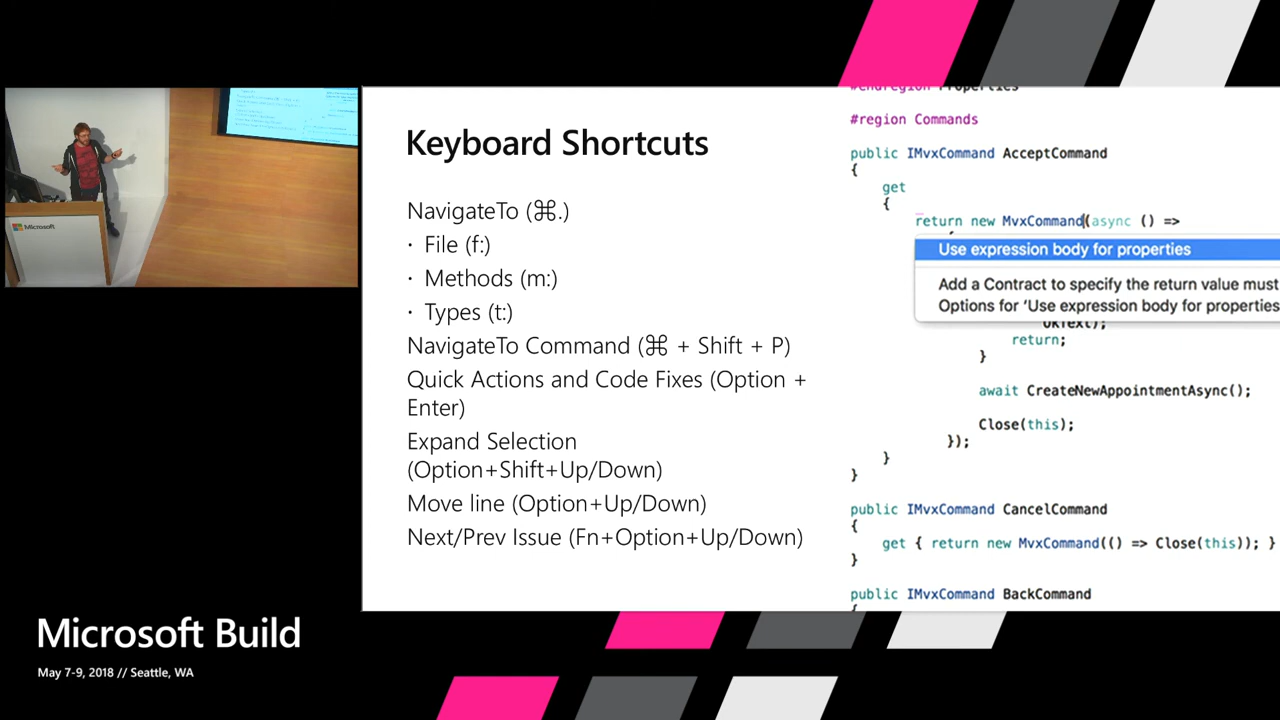 Microsoft
Keyboard Shortcuts
NavigateTo (⌘.)
· File (f:)
· Methods (m:)
· Types (t:)
NavigateTo Command (⌘ + Shift + P)
Quick Actions and Code Fixes (Option +
Enter)
Expand Selection
(Option+Shift+Up/Down)
Move line (Option+Up/Down)
Next/Prev Issue (Fn+Option+Up/Down)
#endregion Properties
#region Commands
public IMvxCommand AcceptCommand
{
get
{
return new MvxCommand(async () =>
Use expression body for properties
Add a Contract to specify the return value must
Options for 'Use expression body for properties
OkText);
return;
}
await CreateNewAppointmentAsync();
Close(this);
});
}
}
public IMvxCommand CancelCommand
{
get { return new MvxCommand(() => Close(this)); }
}
public IMvxCommand BackCommand
{
Microsoft Build
May 7-9, 2018 // Seattle, WA